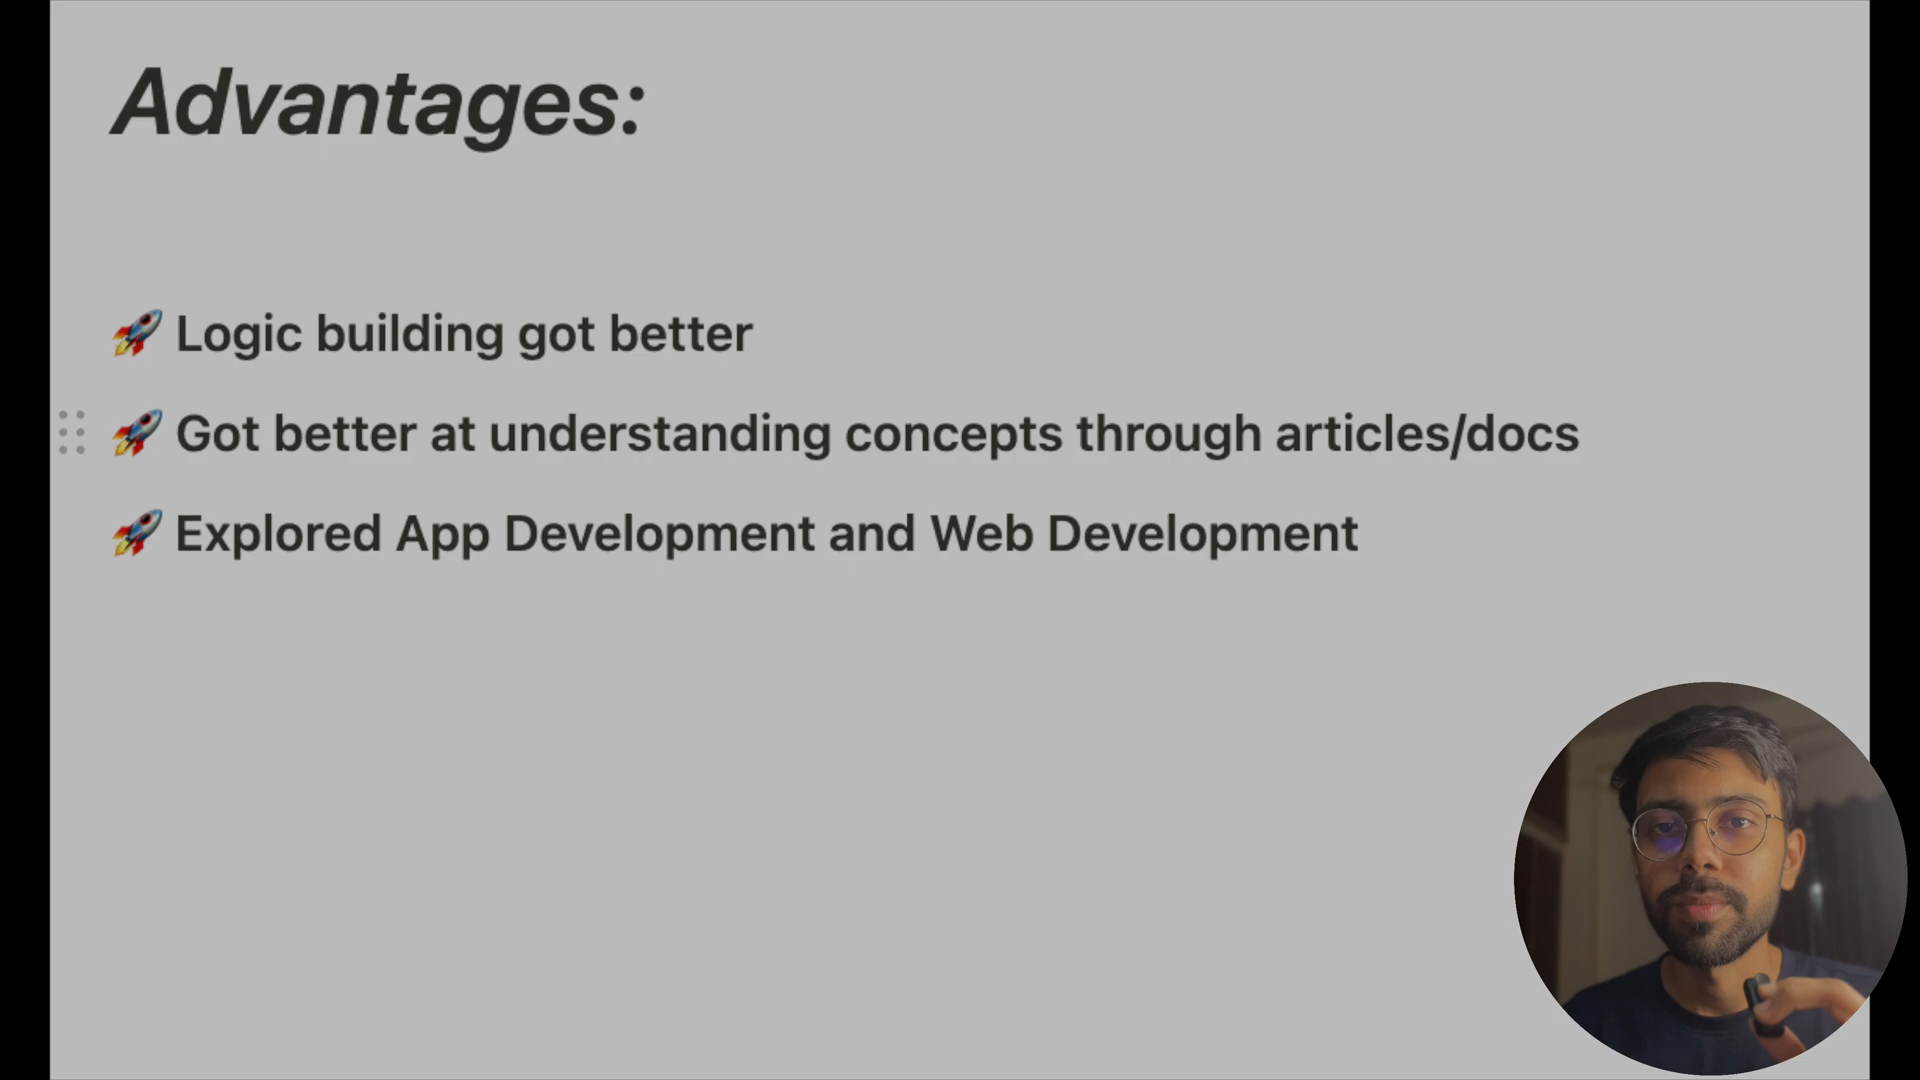 Advantages:
🚀 Logic building got better
🚀 Got better at understanding concepts through articles/docs
🚀 Explored App Development and Web Development